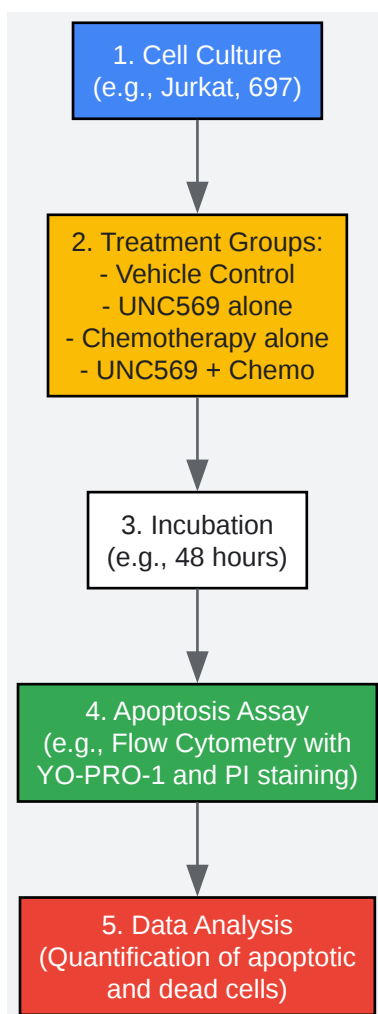 1. Cell Culture
(e.g., Jurkat, 697)
2. Treatment Groups:
- Vehicle Control
- UNC569 alone
- Chemotherapy alone
- UNC569 + Chemo
3. Incubation
(e.g., 48 hours)
4. Apoptosis Assay
(e.g., Flow Cytometry with
YO-PRO-1 and PI staining)
5. Data Analysis
(Quantification of apoptotic
and dead cells)